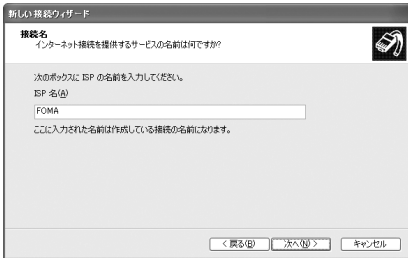 新しい接続ウィザード
接続名
インターネット接続を提供するサービスの名前は何ですか?
次のボックスに ISP の名前を入力してください。
ISP 名(A)
FOMA
ここに入力された名前は作成している接続の名前になります。
< 戻る(B) 次へ(N) > キャンセル